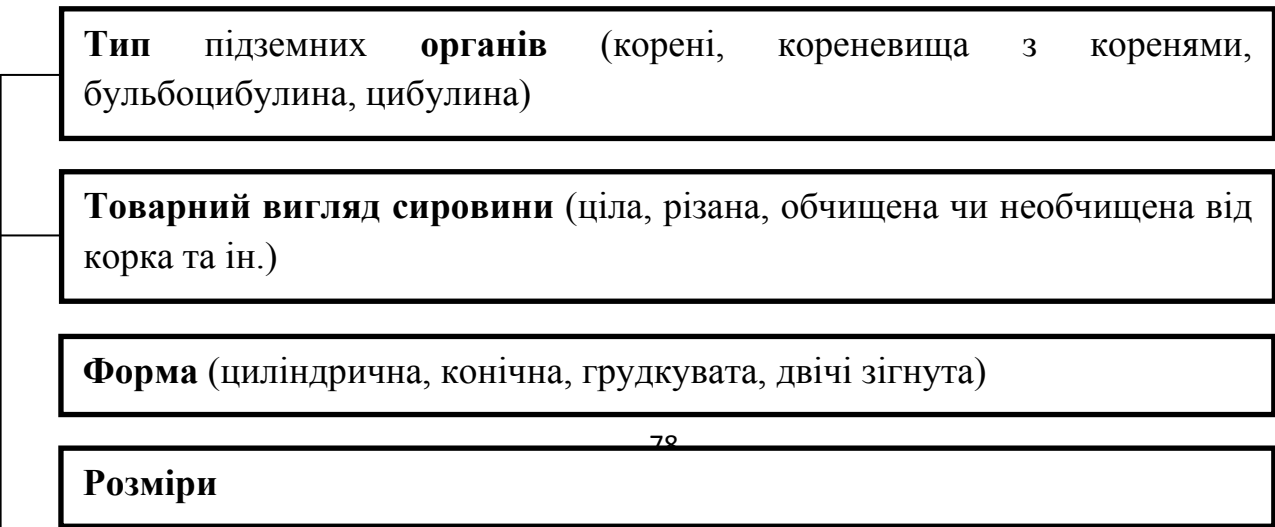 Тип підземних органів (корені, кореневища з коренями,
бульбоцибулина, цибулина)
Товарний вигляд сировини (ціла, різана, обчищена чи необчищена від
корка та ін.)
Форма (циліндрична, конічна, грудкувата, двічі зігнута)
78
Розміри